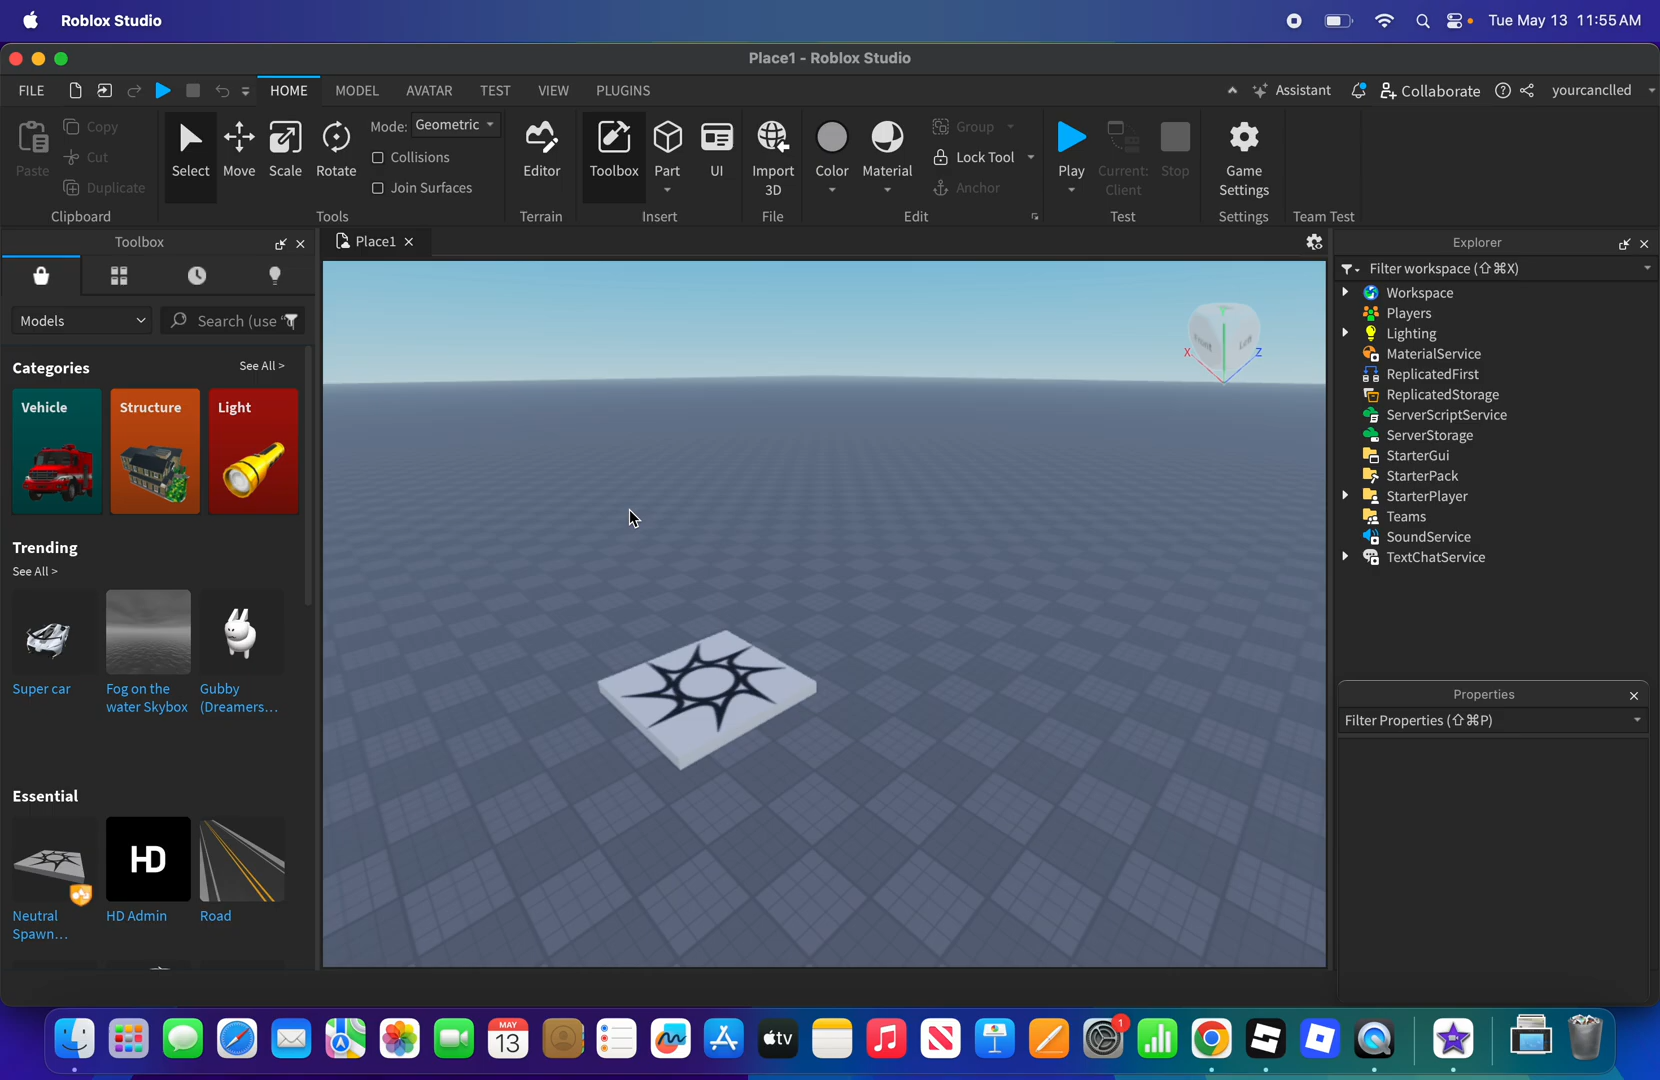 Roblox Studio
Tue May 13 11:55 AM
Place1 - Roblox Studio
FILE
HOME
MODEL
AVATAR
TEST
VIEW
PLUGINS
Assistant
Collaborate
yourcanclled
Paste
Copy
Cut
Duplicate
Clipboard
Select
Move
Scale
Rotate
Mode: Geometric
Collisions
Join Surfaces
Tools
Editor
Terrain
Toolbox
Part
UI
Insert
Import
3D
File
Color
Material
Group
Lock Tool
Anchor
Edit
Play
Current:
Client
Stop
Test
Game
Settings
Settings
Team Test
Toolbox
Models
Search (use "
Categories
See All >
Vehicle
Structure
Light
Trending
See All >
Super car
Fog on the
water Skybox
Gubby
(Dreamers...
Essential
HD
Neutral
Spawn...
HD Admin
Road
Place1
X
Z
Explorer
Filter workspace (⇧⌘X)
Workspace
Players
Lighting
MaterialService
ReplicatedFirst
ReplicatedStorage
ServerScriptService
ServerStorage
StarterGui
StarterPack
StarterPlayer
Teams
SoundService
TextChatService
Properties
Filter Properties (⇧⌘P)
MAY
13
tv
1